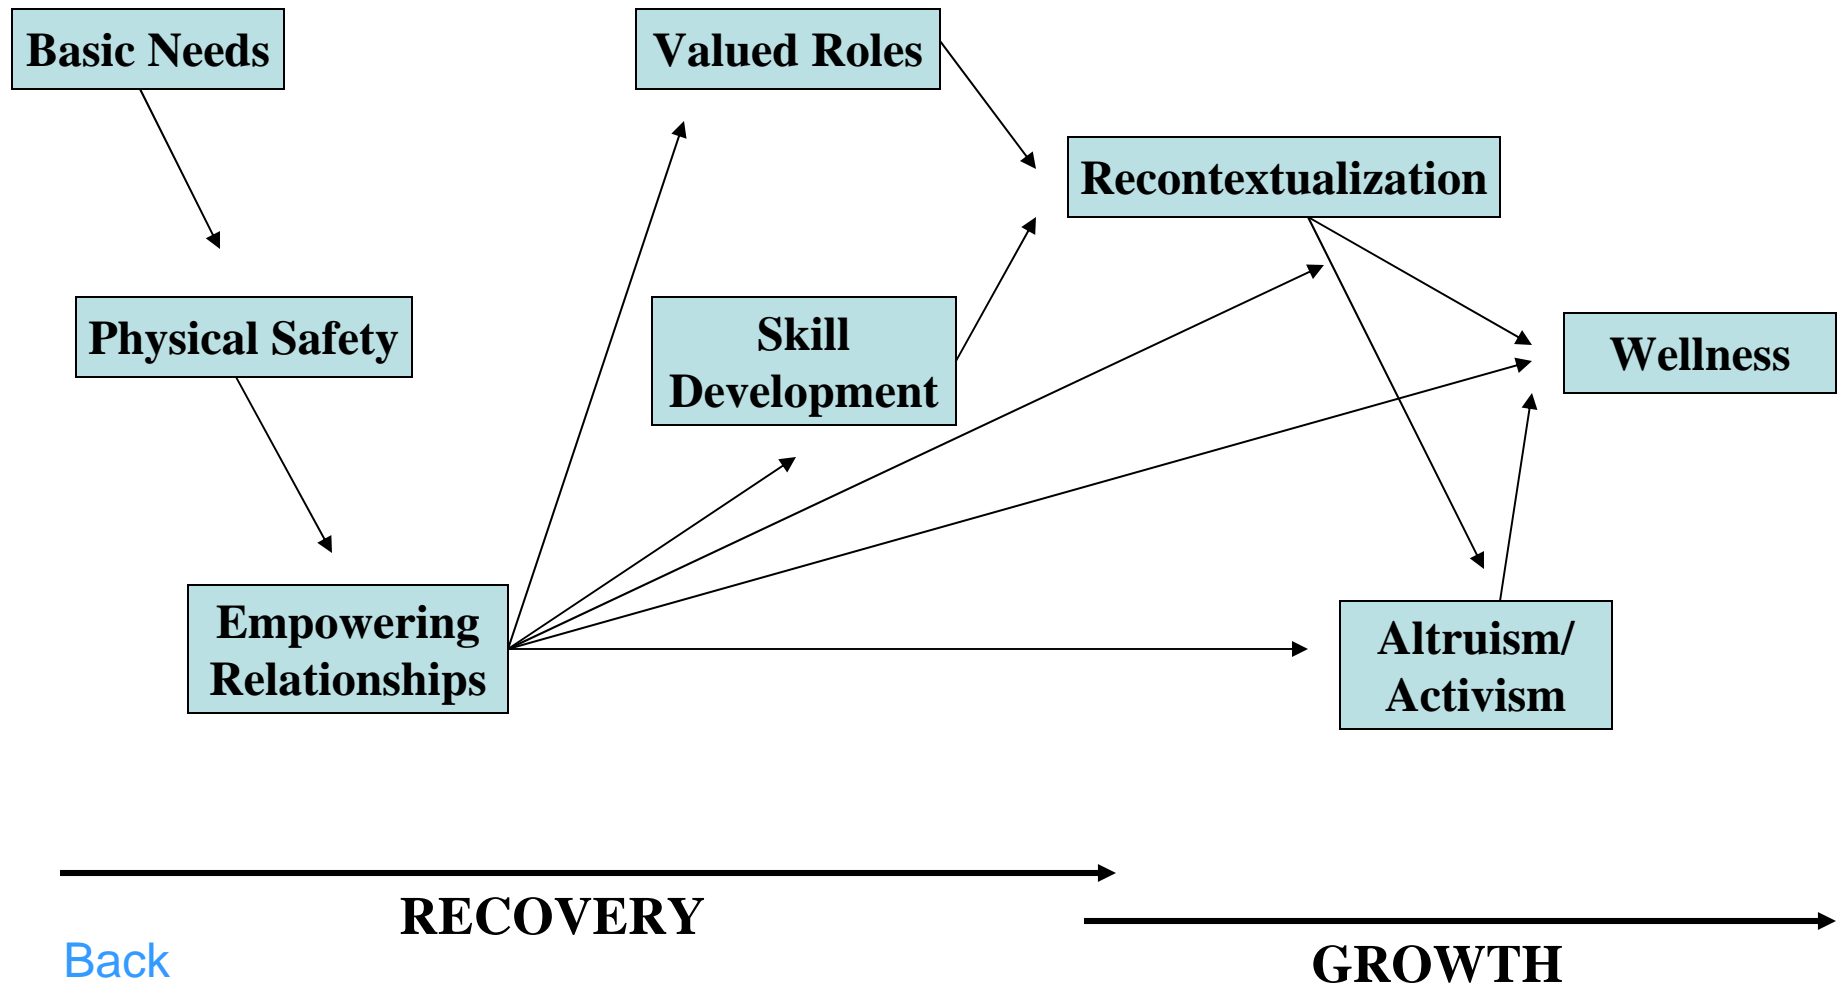 Basic Needs
Valued Roles
Recontextualization
Physical Safety
Skill
Development
Wellness
Empowering
Relationships
Altruism/
Activism
RECOVERY
Back
GROWTH